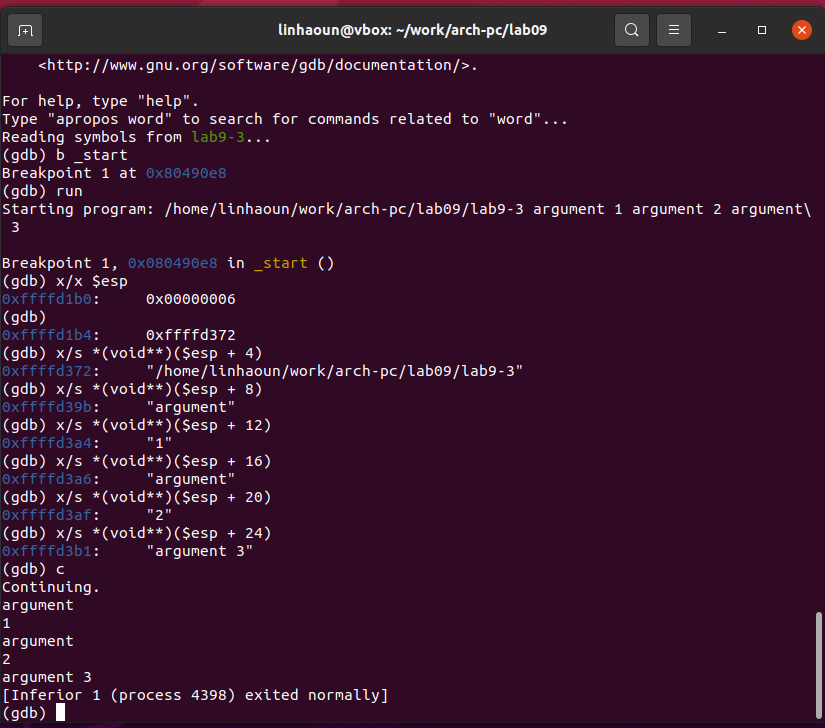 linhaoun@vbox: ~/work/arch-pc/lab09
<http://www.gnu.org/software/gdb/documentation/>.
For help, type "help".
Type "apropos word" to search for commands related to "word"...
Reading symbols from lab9-3...
(gdb) b _start
Breakpoint 1 at 0x80490e8
(gdb) run
Starting program: /home/linhaoun/work/arch-pc/lab09/lab9-3 argument 1 argument 2 argument\
 3
Breakpoint 1, 0x080490e8 in _start ()
(gdb) x/x $esp
0xffffd1b0:     0x00000006
(gdb)
0xffffd1b4:     0xffffd372
(gdb) x/s *(void**)($esp + 4)
0xffffd372:     "/home/linhaoun/work/arch-pc/lab09/lab9-3"
(gdb) x/s *(void**)($esp + 8)
0xffffd39b:     "argument"
(gdb) x/s *(void**)($esp + 12)
0xffffd3a4:     "1"
(gdb) x/s *(void**)($esp + 16)
0xffffd3a6:     "argument"
(gdb) x/s *(void**)($esp + 20)
0xffffd3af:     "2"
(gdb) x/s *(void**)($esp + 24)
0xffffd3b1:     "argument 3"
(gdb) c
Continuing.
argument
1
argument
2
argument 3
[Inferior 1 (process 4398) exited normally]
(gdb)